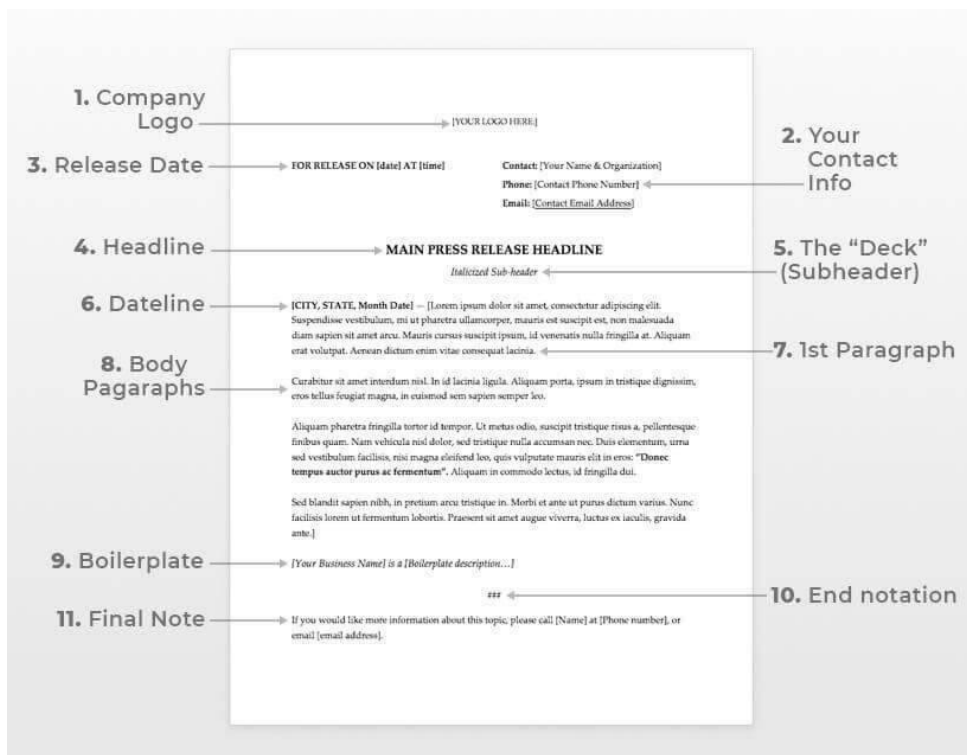 1. Company
Logo
[YOUR LOGO HERE]
2. Your
Contact
Info
3. Release Date
FOR RELEASE ON [date] AT [time]
Contact: [Your Name & Organization]
Phone: [Contact Phone Number]
Email: [Contact Email Address]
4. Headline
MAIN PRESS RELEASE HEADLINE
5. The “Deck”
(Subheader)
Italicized Sub-header
6. Dateline
[CITY, STATE, Month Date] — [Lorem ipsum dolor sit amet, consectetur adipiscing elit.
Suspendisse vestibulum, mi ut pharetra ullamcorper, mauris est suscipit est, non malesuada
diam sapien sit amet arcu. Mauris cursus suscipit ipsum, id venenatis nulla fringilla at. Aliquam
erat volutpat. Aenean dictum enim vitae consequat lacinia.
7. 1st Paragraph
8. Body
Pagaraphs
Curabitur sit amet interdum nisl. In id lacinia ligula. Aliquam porta, ipsum in tristique dignissim,
eros tellus feugiat magna, in euismod sem sapien semper leo.
Aliquam pharetra fringilla tortor id tempor. Ut metus odio, suscipit tristique risus a, pellentesque
finibus quam. Nam vehicula nisl dolor, sed tristique nulla accumsan nec. Duis elementum, urna
sed vestibulum facilisis, nisi magna eleifend leo, quis vulputate mauris elit in eros: “Donec
tempus auctor purus ac fermentum”. Aliquam in commodo lectus, id fringilla dui.
Sed blandit sapien nibh, in pretium arcu tristique in. Morbi et ante ut purus dictum varius. Nunc
facilisis lorem ut fermentum lobortis. Praesent sit amet augue viverra, luctus ex iaculis, gravida
ante.]
9. Boilerplate
[Your Business Name] is a [Boilerplate description…]
###
10. End notation
11. Final Note
If you would like more information about this topic, please call [Name] at [Phone number], or
email [email address].